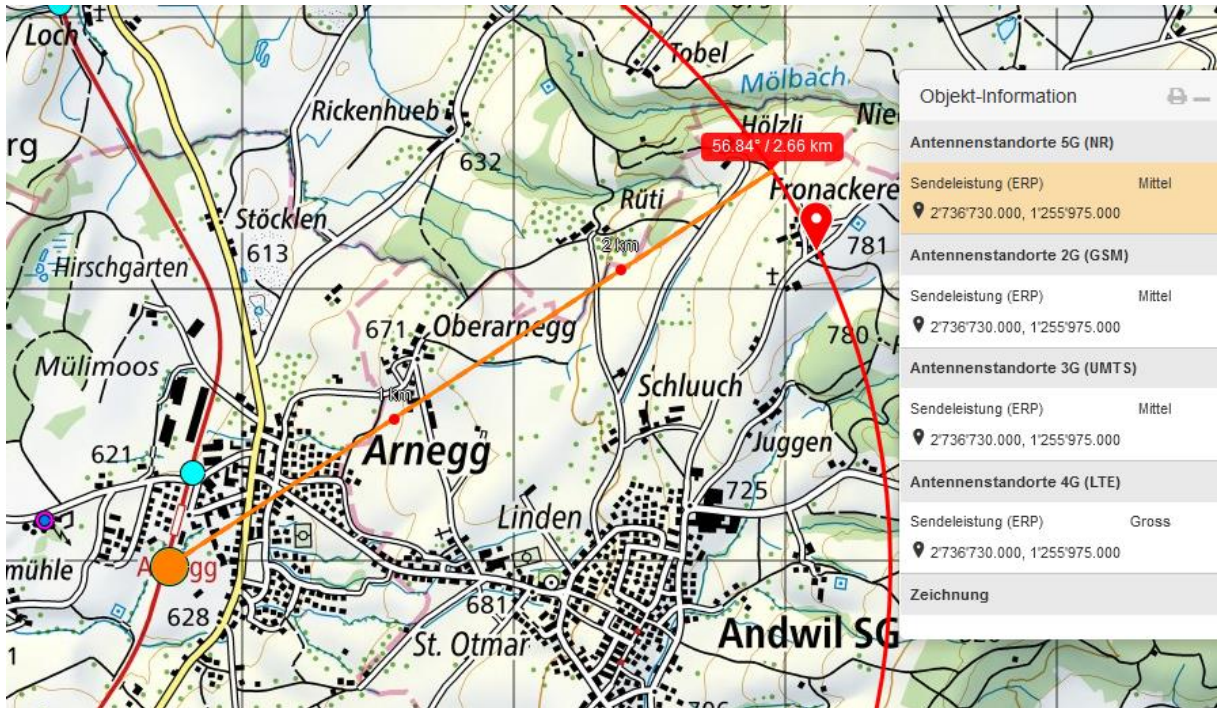 Loch
Tobel
Mölbach
Rickenhueb
Hölzli
Nie
rg
632
56.84° / 2.66 km
Fronackere
Rüti
Stöcklen
613
2 km
781
Hirschgarten
671
Oberarnegg
780
Mülimoos
Schluuch
1 km
Arnegg
Juggen
621
725
Linden
mühle
628
681
St. Otmar
Andwil SG
1
Objekt-Information
Antennenstandorte 5G (NR)
Sendeleistung (ERP) Mittel
2'736'730.000, 1'255'975.000
Antennenstandorte 2G (GSM)
Sendeleistung (ERP) Mittel
2'736'730.000, 1'255'975.000
Antennenstandorte 3G (UMTS)
Sendeleistung (ERP) Mittel
2'736'730.000, 1'255'975.000
Antennenstandorte 4G (LTE)
Sendeleistung (ERP) Gross
2'736'730.000, 1'255'975.000
Zeichnung